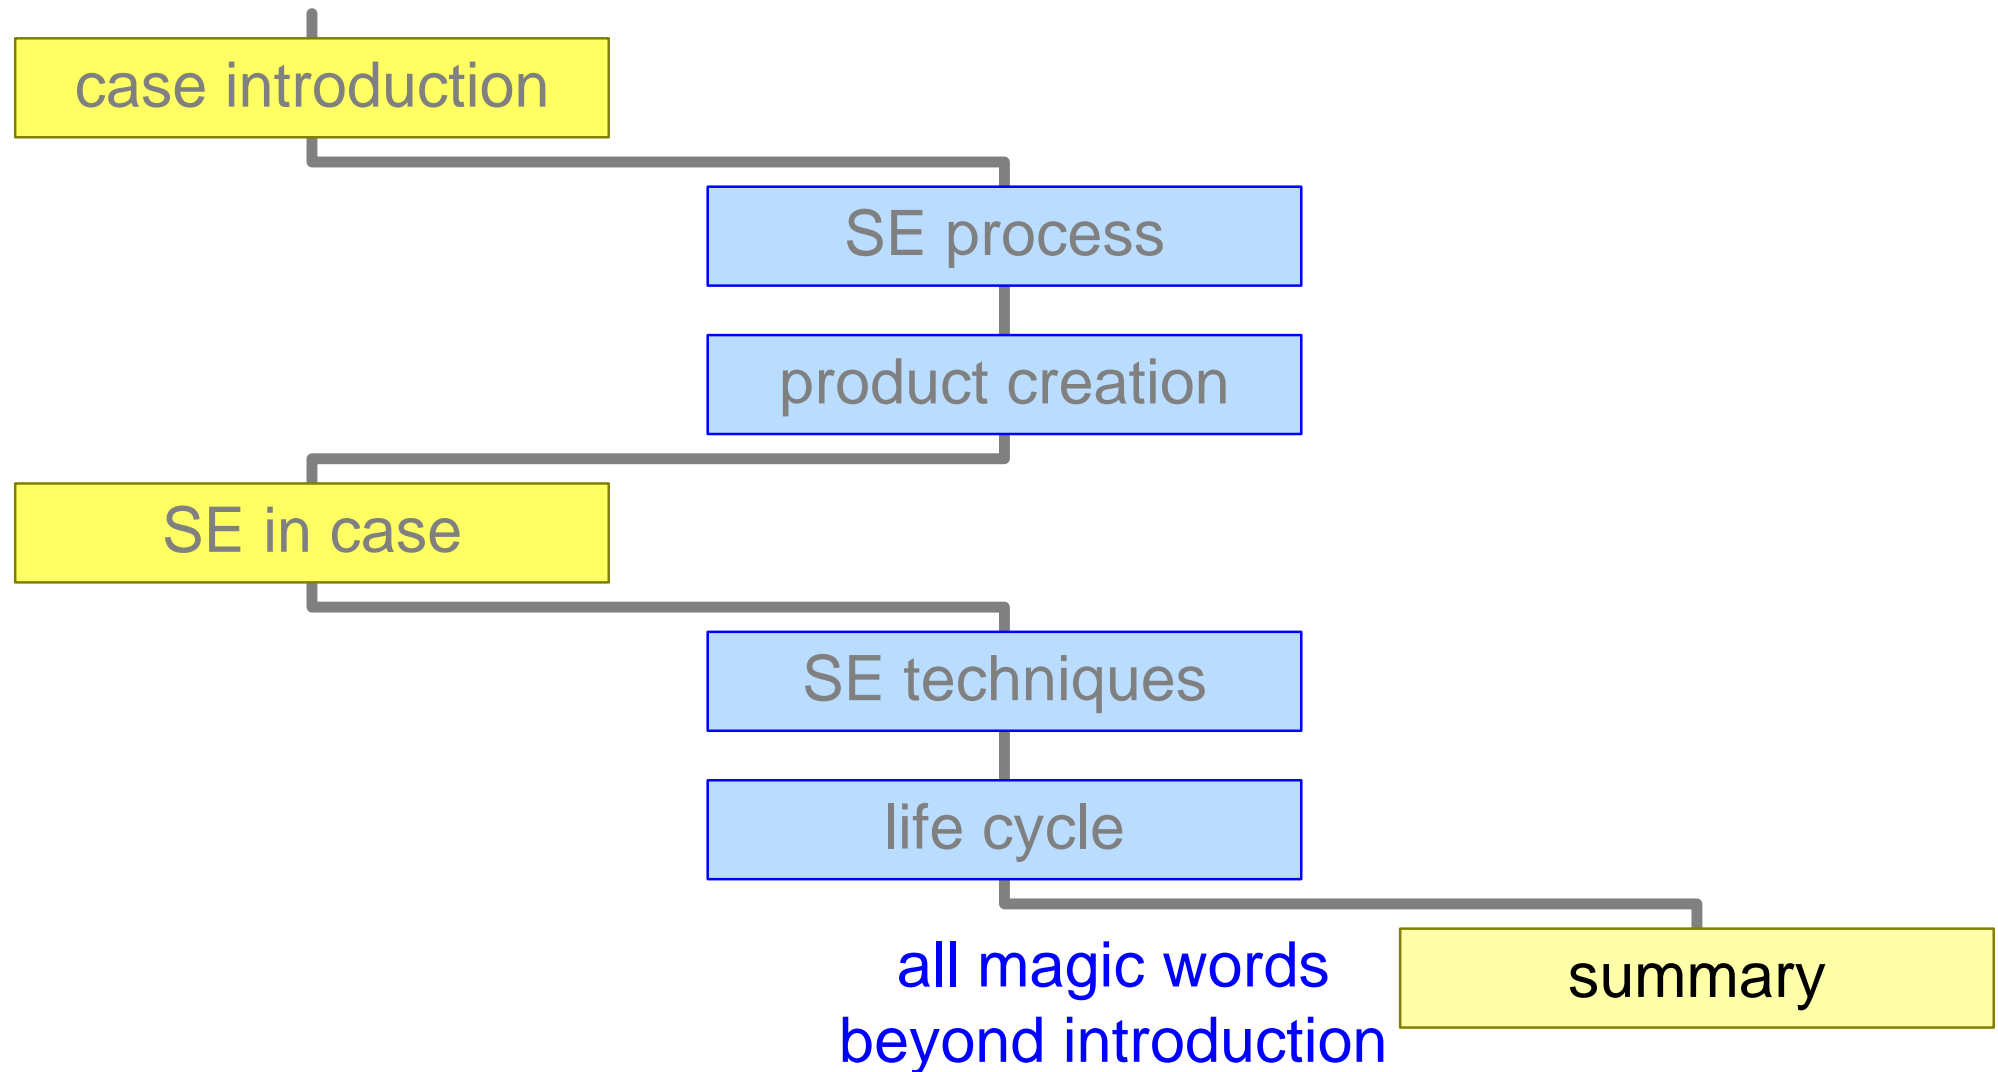 case introduction
SE process
product creation
SE in case
SE techniques
life cycle
all magic words
beyond introduction
summary